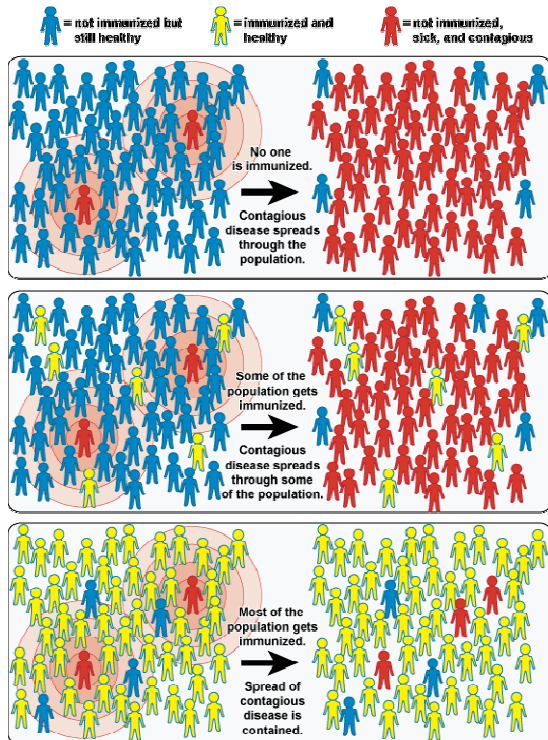 = not immunized but
still healthy
= immunized and
healthy
= not immunized,
sick, and contagious
No one
is immunized.
Contagious
disease spreads
through the
population.
Some of the
population gets
immunized.
Contagious
disease spreads
through some
of the population.
Most of the
population gets
immunized.
Spread of
contagious
disease is
contained.